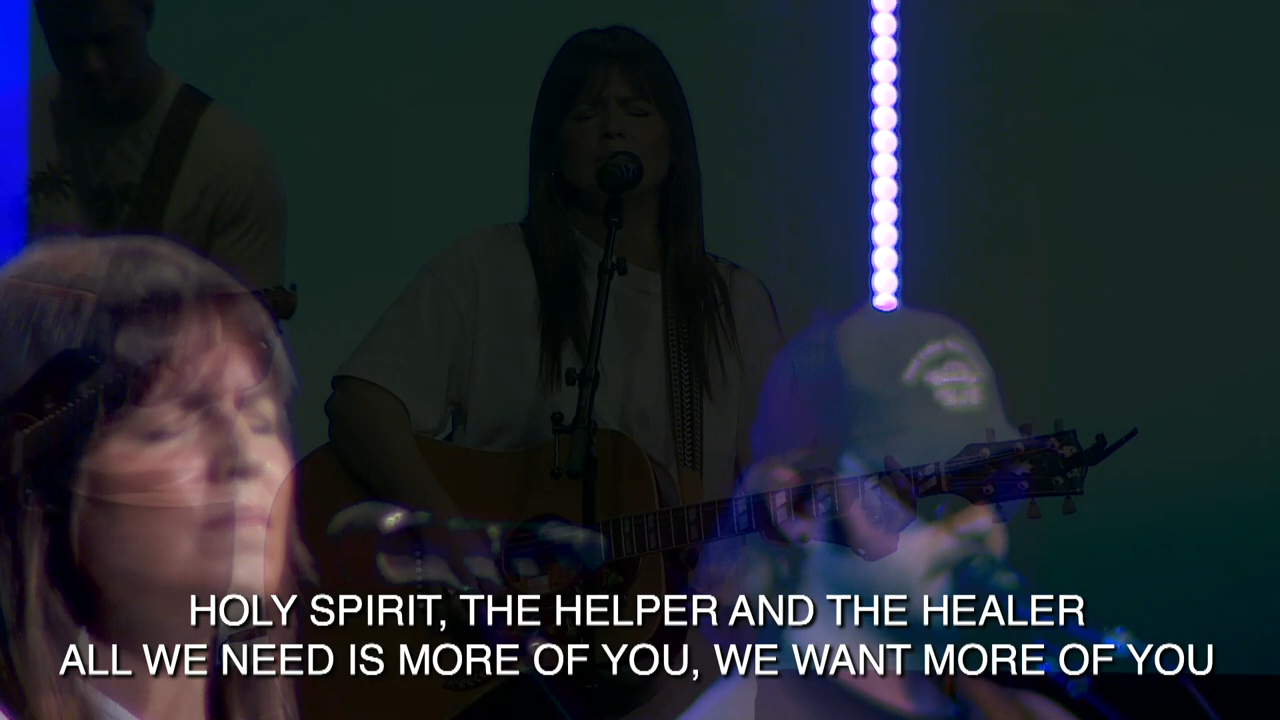 HOLY SPIRIT, THE HELPER AND THE HEALER
ALL WE NEED IS MORE OF YOU, WE WANT MORE OF YOU